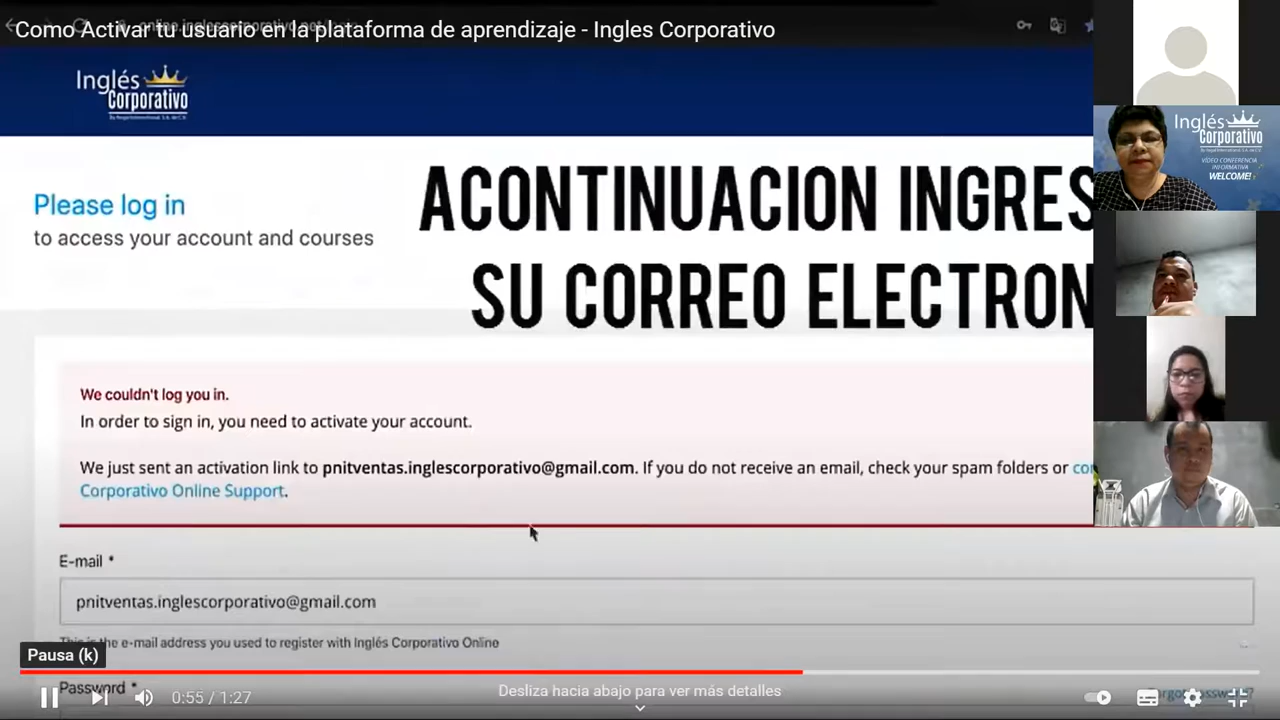 Como Activar tu usuario en la plataforma de aprendizaje - Ingles Corporativo
Inglés
Corporativo
Please log in
to access your account and courses
ACONTINUACION INGRES
SU CORREO ELECTRON
Inglés
Corporativo
VIDEO CONFERENCIA
INFORMATIVA
WELCOME!
We couldn't log you in.
In order to sign in, you need to activate your account.
We just sent an activation link to pnitventas.inglescorporativo@gmail.com. If you do not receive an email, check your spam folders or
Corporativo Online Support.
E-mail *
pnitventas.inglescorporativo@gmail.com
This is the e-mail address you used to register with Inglés Corporativo Online
Pausa (k)
Password *
0:55 / 1:27
Desliza hacia abajo para ver más detalles